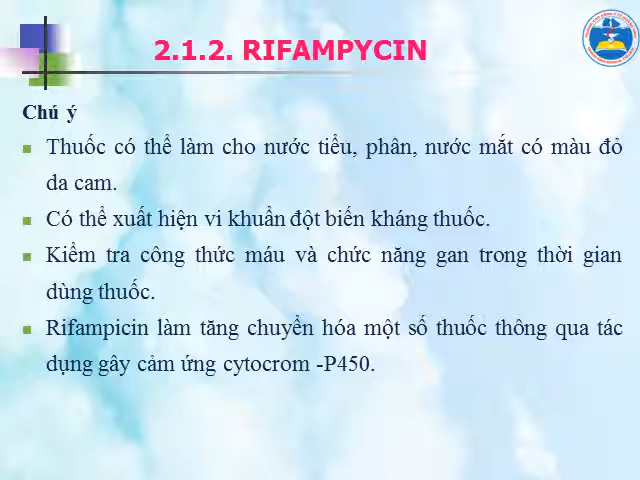 2.1.2. RIFAMPYCIN
Chú ý
Thuốc có thể làm cho nước tiểu, phân, nước mắt có màu đỏ
da cam.
Có thể xuất hiện vi khuẩn đột biến kháng thuốc.
Kiểm tra công thức máu và chức năng gan trong thời gian
dùng thuốc.
Rifampicin làm tăng chuyển hóa một số thuốc thông qua tác
dụng gây cảm ứng cytocrom -P450.